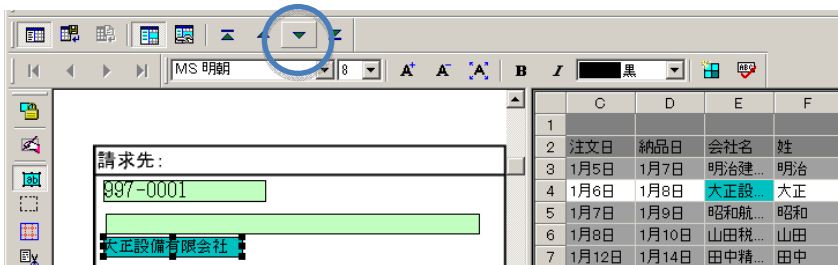 MS 明朝 8 A A A B I 黒 ABC
請求先:
997-0001
大正設備有限会社
C D E F
1
2 注文日 納品日 会社名 姓
3 1月5日 1月7日 明治建... 明治
4 1月6日 1月8日 大正設... 大正
5 1月7日 1月9日 昭和航... 昭和
6 1月8日 1月10日 山田税... 山田
7 1月12日 1月14日 田中精... 田中